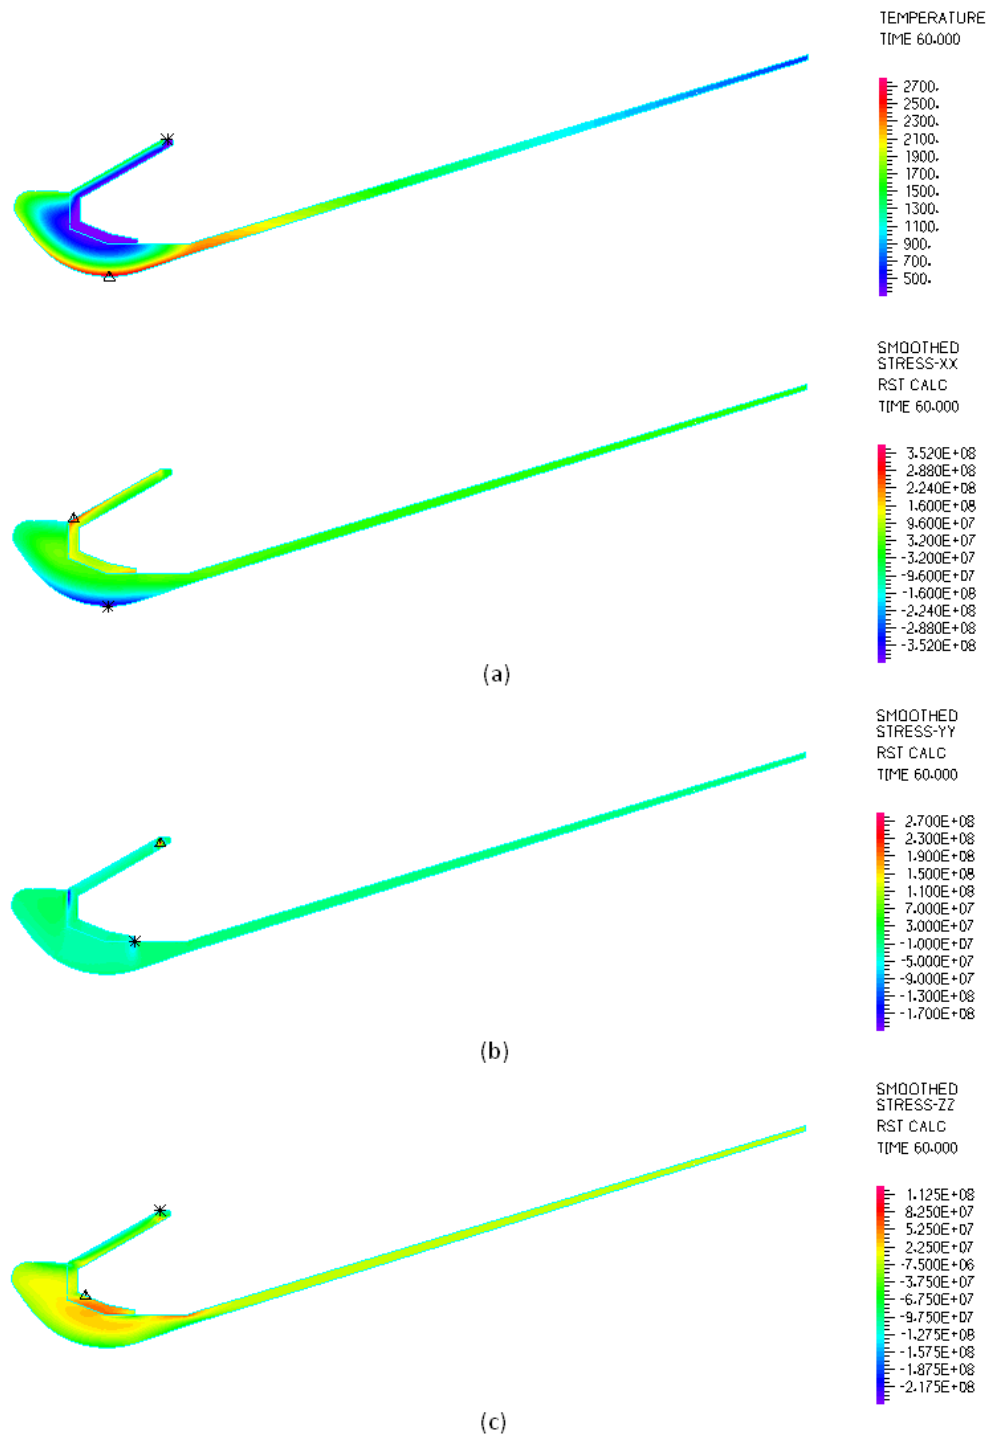 TEMPERATURE
TIME 60.000
2700.
2500.
2300.
2100.
1900.
1700.
1500.
1300.
1100.
900.
700.
500.
SMOOTHED
STRESS-XX
RST CALC
TIME 60.000
3.520E+08
2.880E+08
2.240E+08
1.600E+08
9.600E+07
3.200E+07
-3.200E+07
-9.600E+07
-1.600E+08
-2.240E+08
-2.880E+08
-3.520E+08
(a)
SMOOTHED
STRESS-YY
RST CALC
TIME 60.000
2.700E+08
2.300E+08
1.900E+08
1.500E+08
1.100E+08
7.000E+07
3.000E+07
-1.000E+07
-5.000E+07
-9.000E+07
-1.300E+08
-1.700E+08
(b)
SMOOTHED
STRESS-ZZ
RST CALC
TIME 60.000
1.125E+08
8.250E+07
5.250E+07
2.250E+07
-7.500E+06
-3.750E+07
-6.750E+07
-9.750E+07
-1.275E+08
-1.575E+08
-1.875E+08
-2.175E+08
(c)